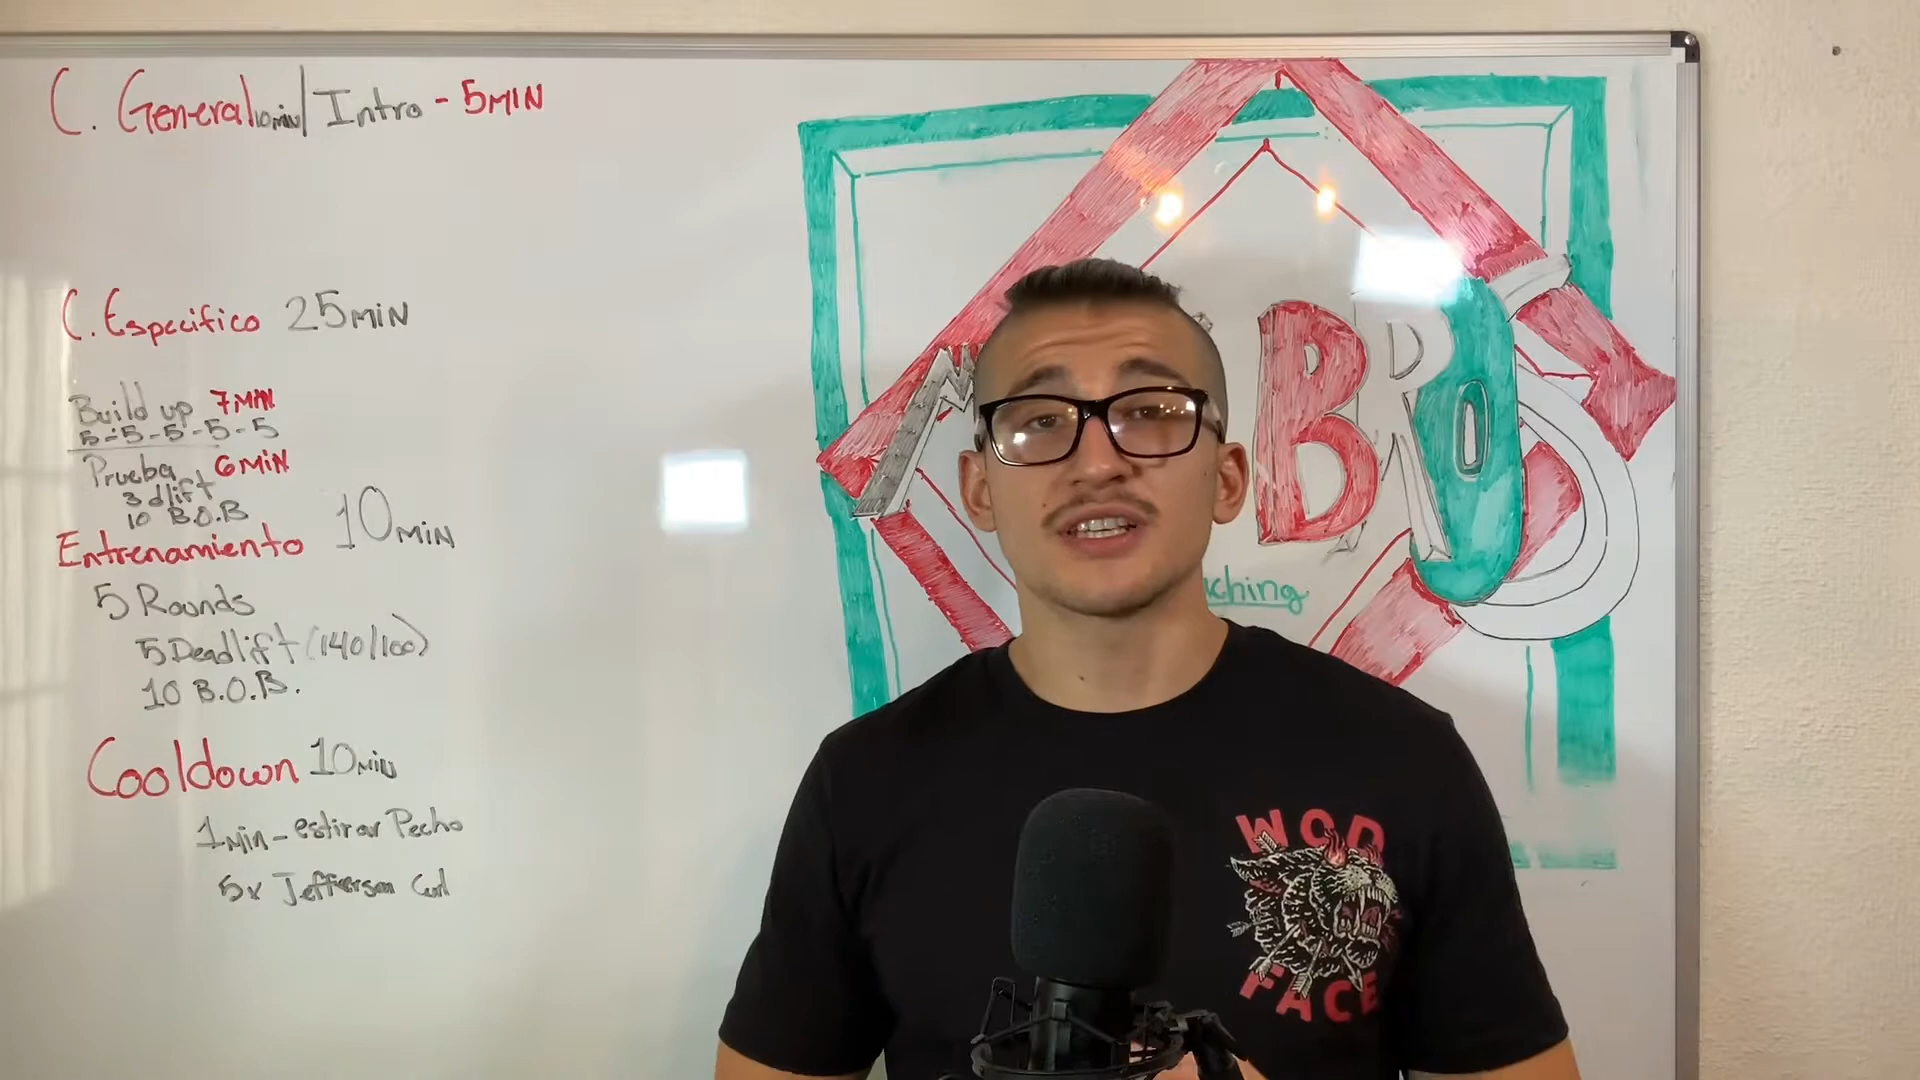 C. General 10min / Intro - 5MIN
C. Especifico 25MIN
Build up 7MIN
5-5-5-5-5
Prueba 6MIN
3 dlift
10 B.O.B
Entrenamiento 10MIN
5 Rounds
5 Deadlift (140/100)
10 B.O.B.
Cooldown 10min
1Min - estirar Pecho
5x Jefferson Curl
BRO
ching
WOD
FACE